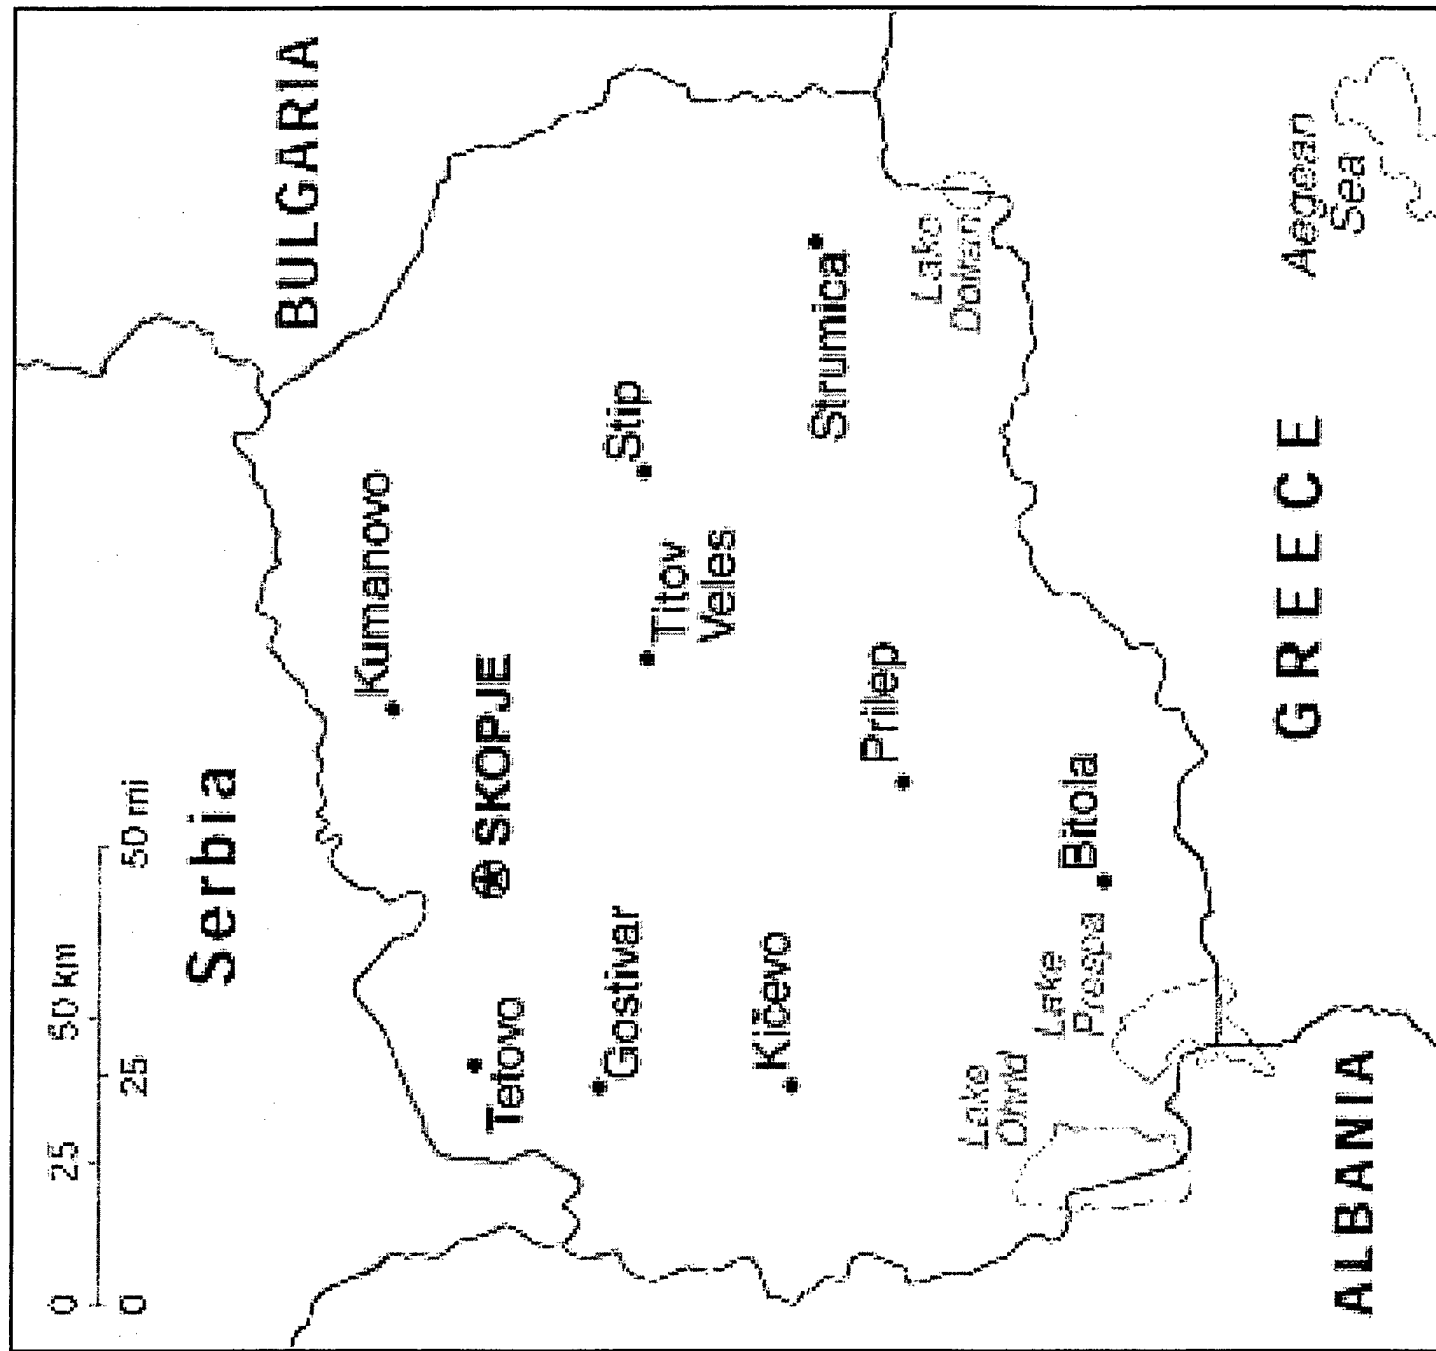 0 25 50 km
0 25 50 mi
Serbia
BULGARIA
Kumanovo
SKOPJE
Tetovo
Gostivar
Stip
Titov
Veles
Kičevo
Strumica
Prilep
Lake
Dojran
Lake
Ohrid
Lake
Prespa
Bitola
GREECE
Aegean
Sea
ALBANIA